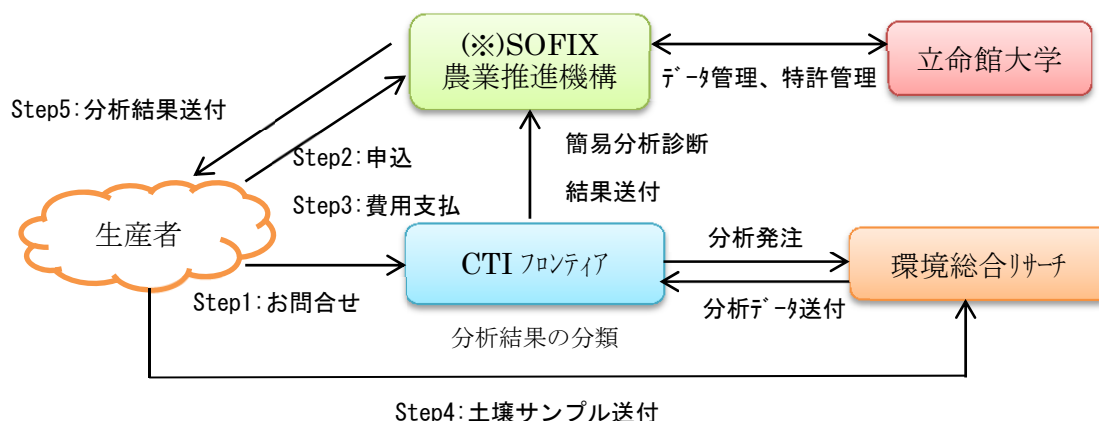 (※)SOFIX
農業推進機構
立命館大学
ﾃﾞｰﾀ管理、特許管理
Step5:分析結果送付
Step2:申込
Step3:費用支払
簡易分析診断
結果送付
生産者
CTI ﾌﾛﾝﾃｨｱ
分析発注
環境総合ﾘｻｰﾁ
Step1:お問合せ
分析ﾃﾞｰﾀ送付
分析結果の分類
Step4:土壌サンプル送付